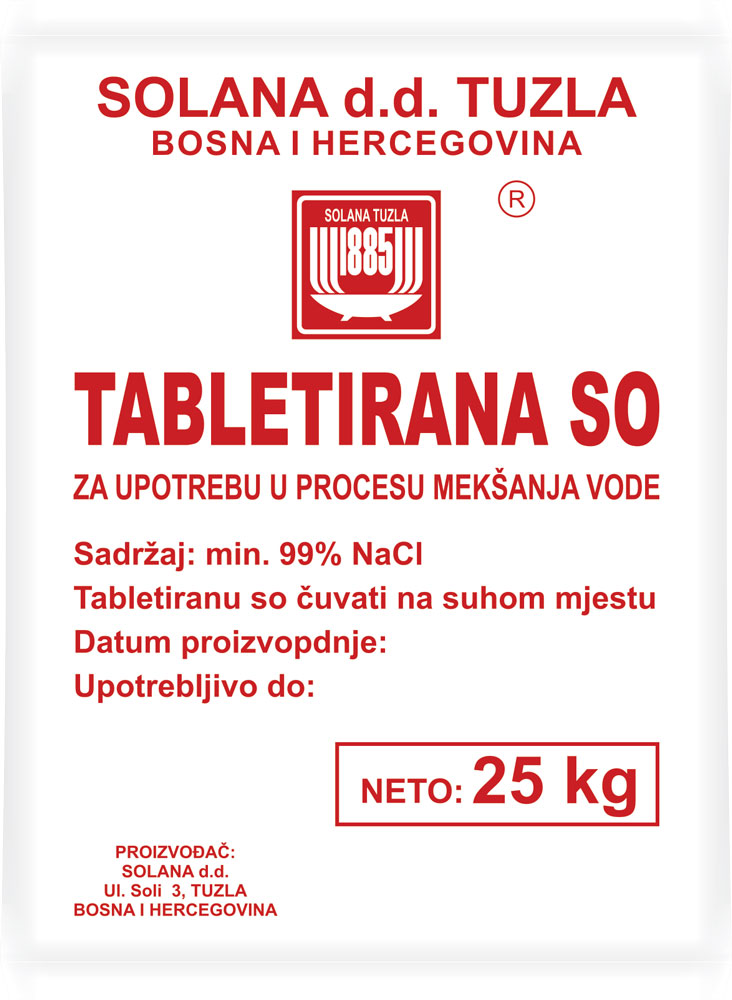 SOLANA d.d. TUZLA
BOSNA I HERCEGOVINA
®
SOLANA TUZLA
1885
TABLETIRANA SO
ZA UPOTREBU U PROCESU MEKŠANJA VODE
Sadržaj: min. 99% NaCl
Tabletiranu so čuvati na suhom mjestu
Datum proizvopdnje:
Upotrebljivo do:
NETO: 25 kg
PROIZVOĐAČ:
SOLANA d.d.
Ul. Soli 3, TUZLA
BOSNA I HERCEGOVINA